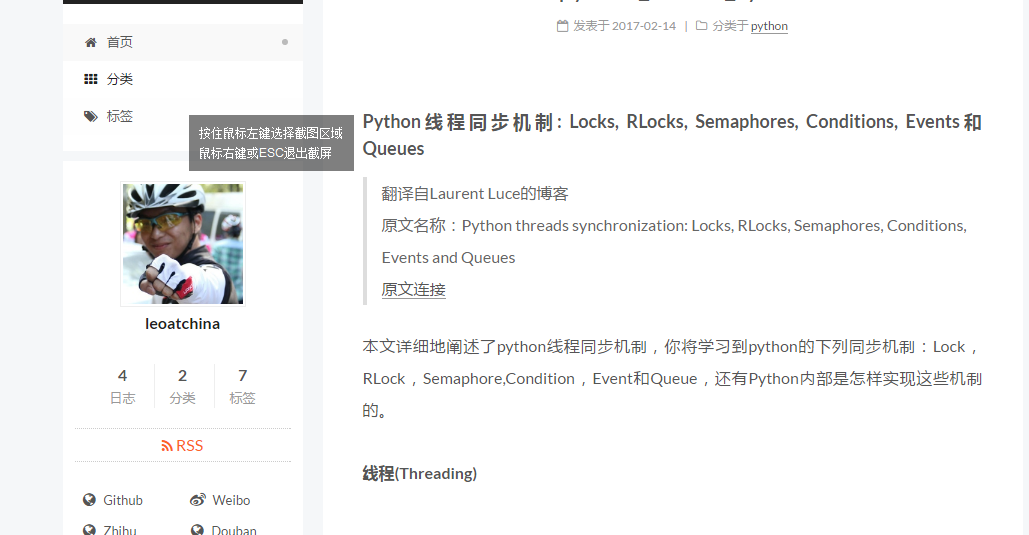 首页
分类
标签
按住鼠标左键选择截图区域
鼠标右键或ESC退出截屏
leoatchina
4 2 7
日志 分类 标签
RSS
Github Weibo
Zhihu Douban
发表于 2017-02-14 | 分类于 python
Python线程同步机制: Locks, RLocks, Semaphores, Conditions, Events和
Queues
翻译自Laurent Luce的博客
原文名称：Python threads synchronization: Locks, RLocks, Semaphores, Conditions,
Events and Queues
原文连接
本文详细地阐述了python线程同步机制，你将学习到python的下列同步机制：Lock，
RLock，Semaphore,Condition，Event和Queue，还有Python内部是怎样实现这些机制
的。
线程(Threading)